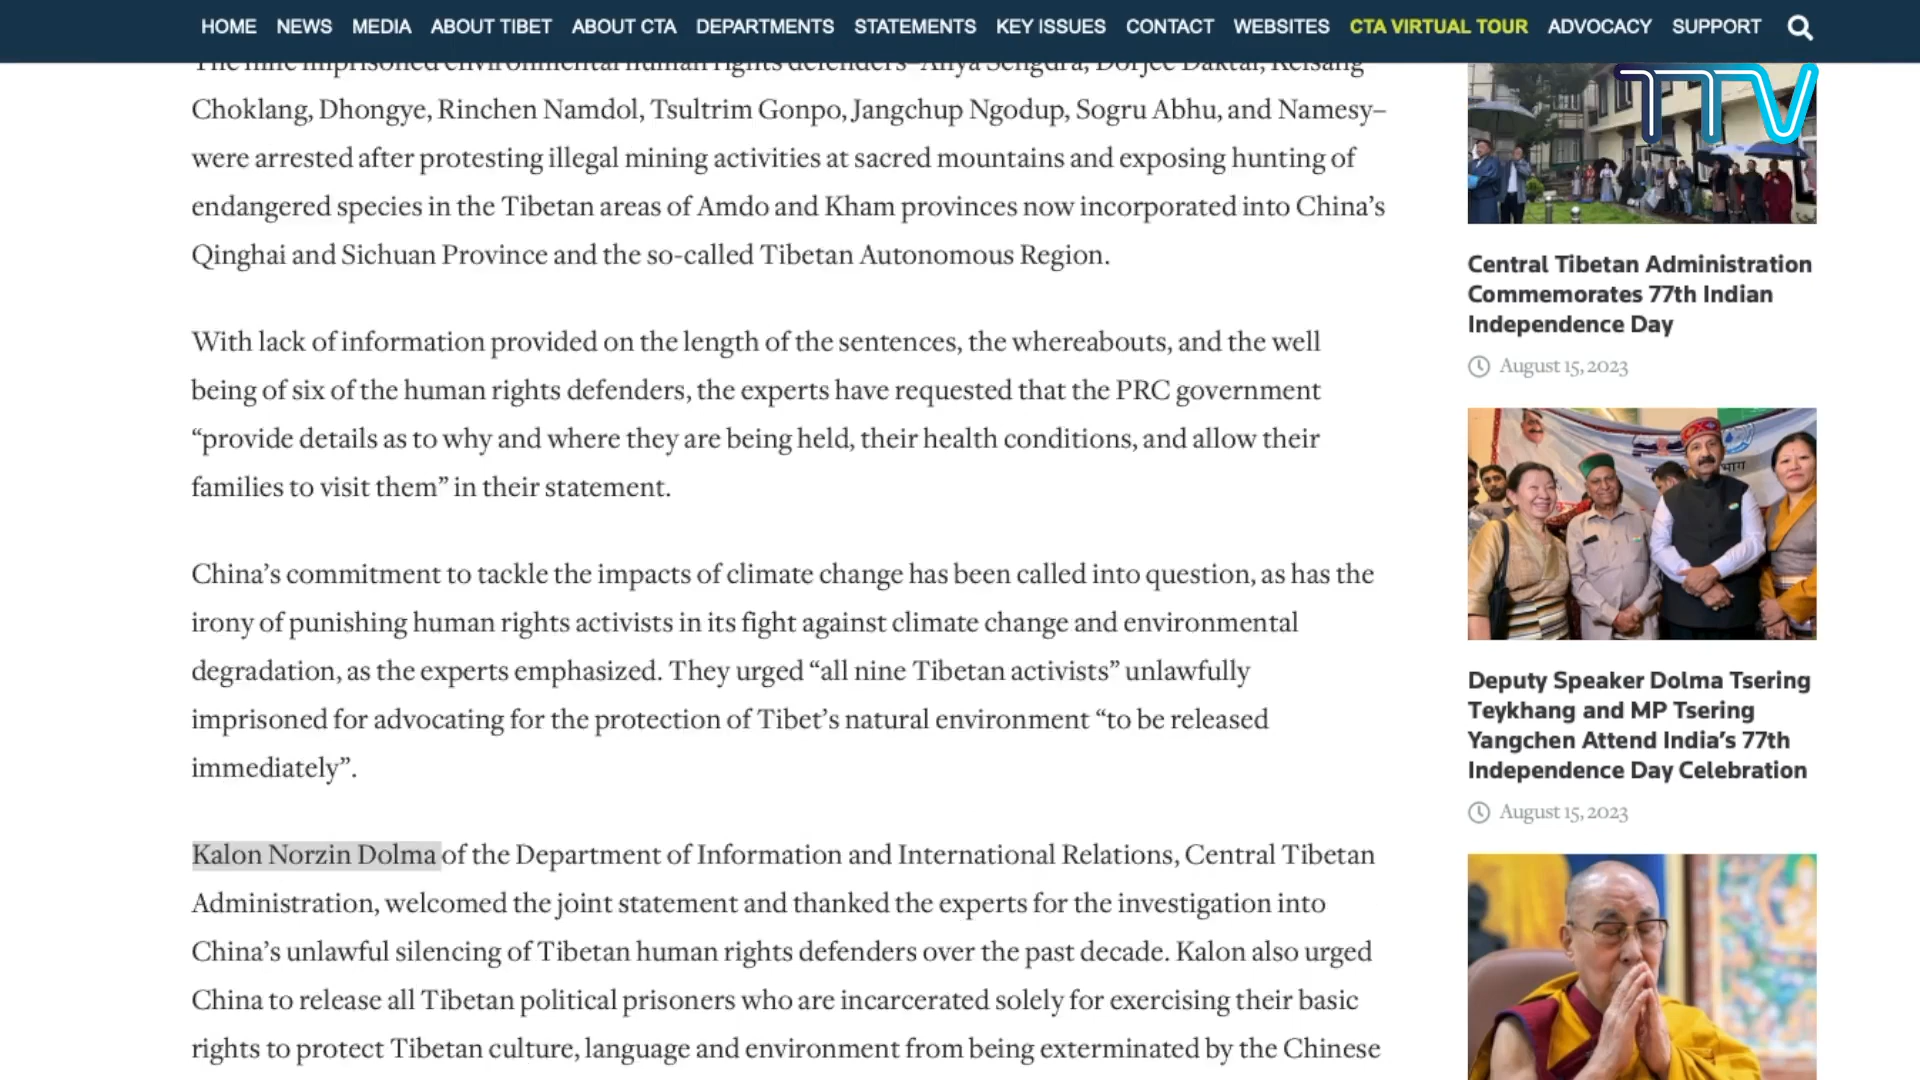 HOME NEWS MEDIA ABOUT TIBET ABOUT CTA DEPARTMENTS STATEMENTS KEY ISSUES CONTACT WEBSITES CTA VIRTUAL TOUR ADVOCACY SUPPORT
TTV
The nine imprisoned environmental human rights defenders–Anya Sengdra, Dorjee Daktal, Kelsang
Choklang, Dhongye, Rinchen Namdol, Tsultrim Gonpo, Jangchup Ngodup, Sogru Abhu, and Namesy–
were arrested after protesting illegal mining activities at sacred mountains and exposing hunting of
endangered species in the Tibetan areas of Amdo and Kham provinces now incorporated into China’s
Qinghai and Sichuan Province and the so-called Tibetan Autonomous Region.
With lack of information provided on the length of the sentences, the whereabouts, and the well
being of six of the human rights defenders, the experts have requested that the PRC government
“provide details as to why and where they are being held, their health conditions, and allow their
families to visit them” in their statement.
China’s commitment to tackle the impacts of climate change has been called into question, as has the
irony of punishing human rights activists in its fight against climate change and environmental
degradation, as the experts emphasized. They urged “all nine Tibetan activists” unlawfully
imprisoned for advocating for the protection of Tibet’s natural environment “to be released
immediately”.
Kalon Norzin Dolma of the Department of Information and International Relations, Central Tibetan
Administration, welcomed the joint statement and thanked the experts for the investigation into
China’s unlawful silencing of Tibetan human rights defenders over the past decade. Kalon also urged
China to release all Tibetan political prisoners who are incarcerated solely for exercising their basic
rights to protect Tibetan culture, language and environment from being exterminated by the Chinese
Central Tibetan Administration
Commemorates 77th Indian
Independence Day
August 15, 2023
Deputy Speaker Dolma Tsering
Teykhang and MP Tsering
Yangchen Attend India’s 77th
Independence Day Celebration
August 15, 2023